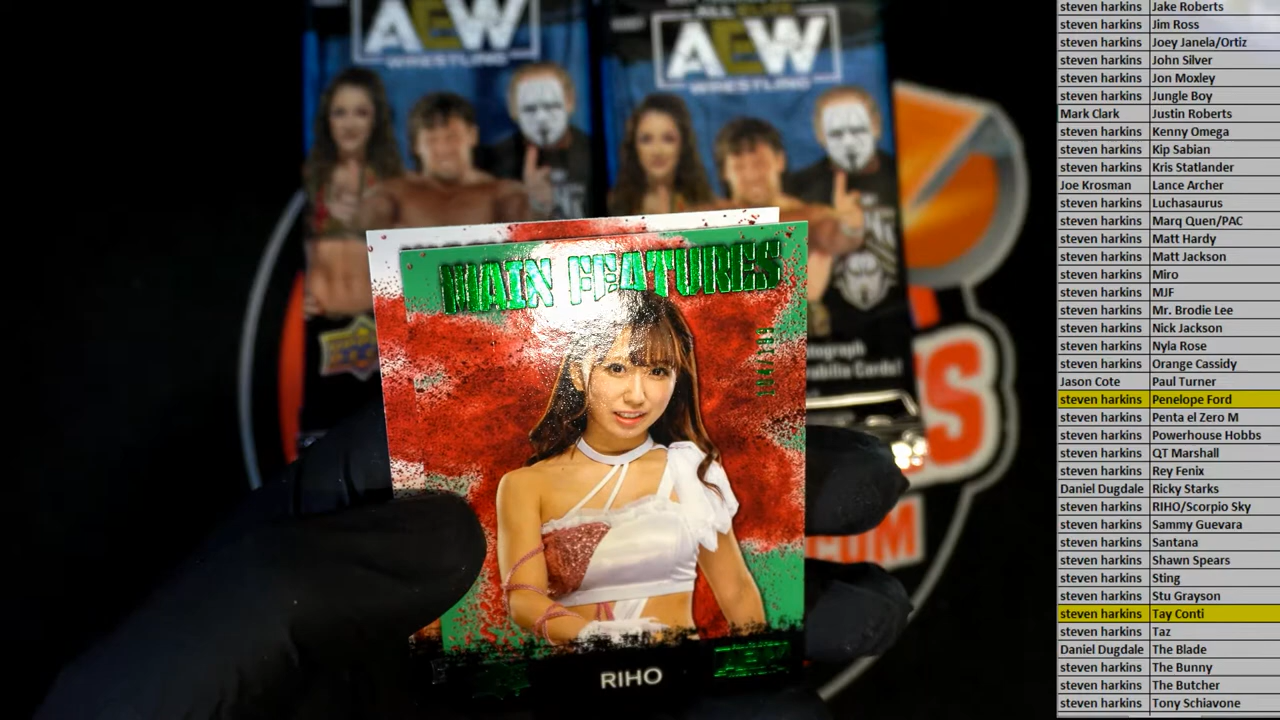 AEW
WRESTLING
ALL ELITE
AEW
WRESTLING
MAIN FEATURES
RIHO
COM
steven harkins Jake Roberts
steven harkins Jim Ross
steven harkins Joey Janela/Ortiz
steven harkins John Silver
steven harkins Jon Moxley
steven harkins Jungle Boy
Mark Clark Justin Roberts
steven harkins Kenny Omega
steven harkins Kip Sabian
steven harkins Kris Statlander
Joe Krosman Lance Archer
steven harkins Luchasaurus
steven harkins Marq Quen/PAC
steven harkins Matt Hardy
steven harkins Matt Jackson
steven harkins Miro
steven harkins MJF
steven harkins Mr. Brodie Lee
steven harkins Nick Jackson
steven harkins Nyla Rose
steven harkins Orange Cassidy
Jason Cote Paul Turner
steven harkins Penelope Ford
steven harkins Penta el Zero M
steven harkins Powerhouse Hobbs
steven harkins QT Marshall
steven harkins Rey Fenix
Daniel Dugdale Ricky Starks
steven harkins RIHO/Scorpio Sky
steven harkins Sammy Guevara
steven harkins Santana
steven harkins Shawn Spears
steven harkins Sting
steven harkins Stu Grayson
steven harkins Tay Conti
steven harkins Taz
Daniel Dugdale The Blade
steven harkins The Bunny
steven harkins The Butcher
steven harkins Tony Schiavone